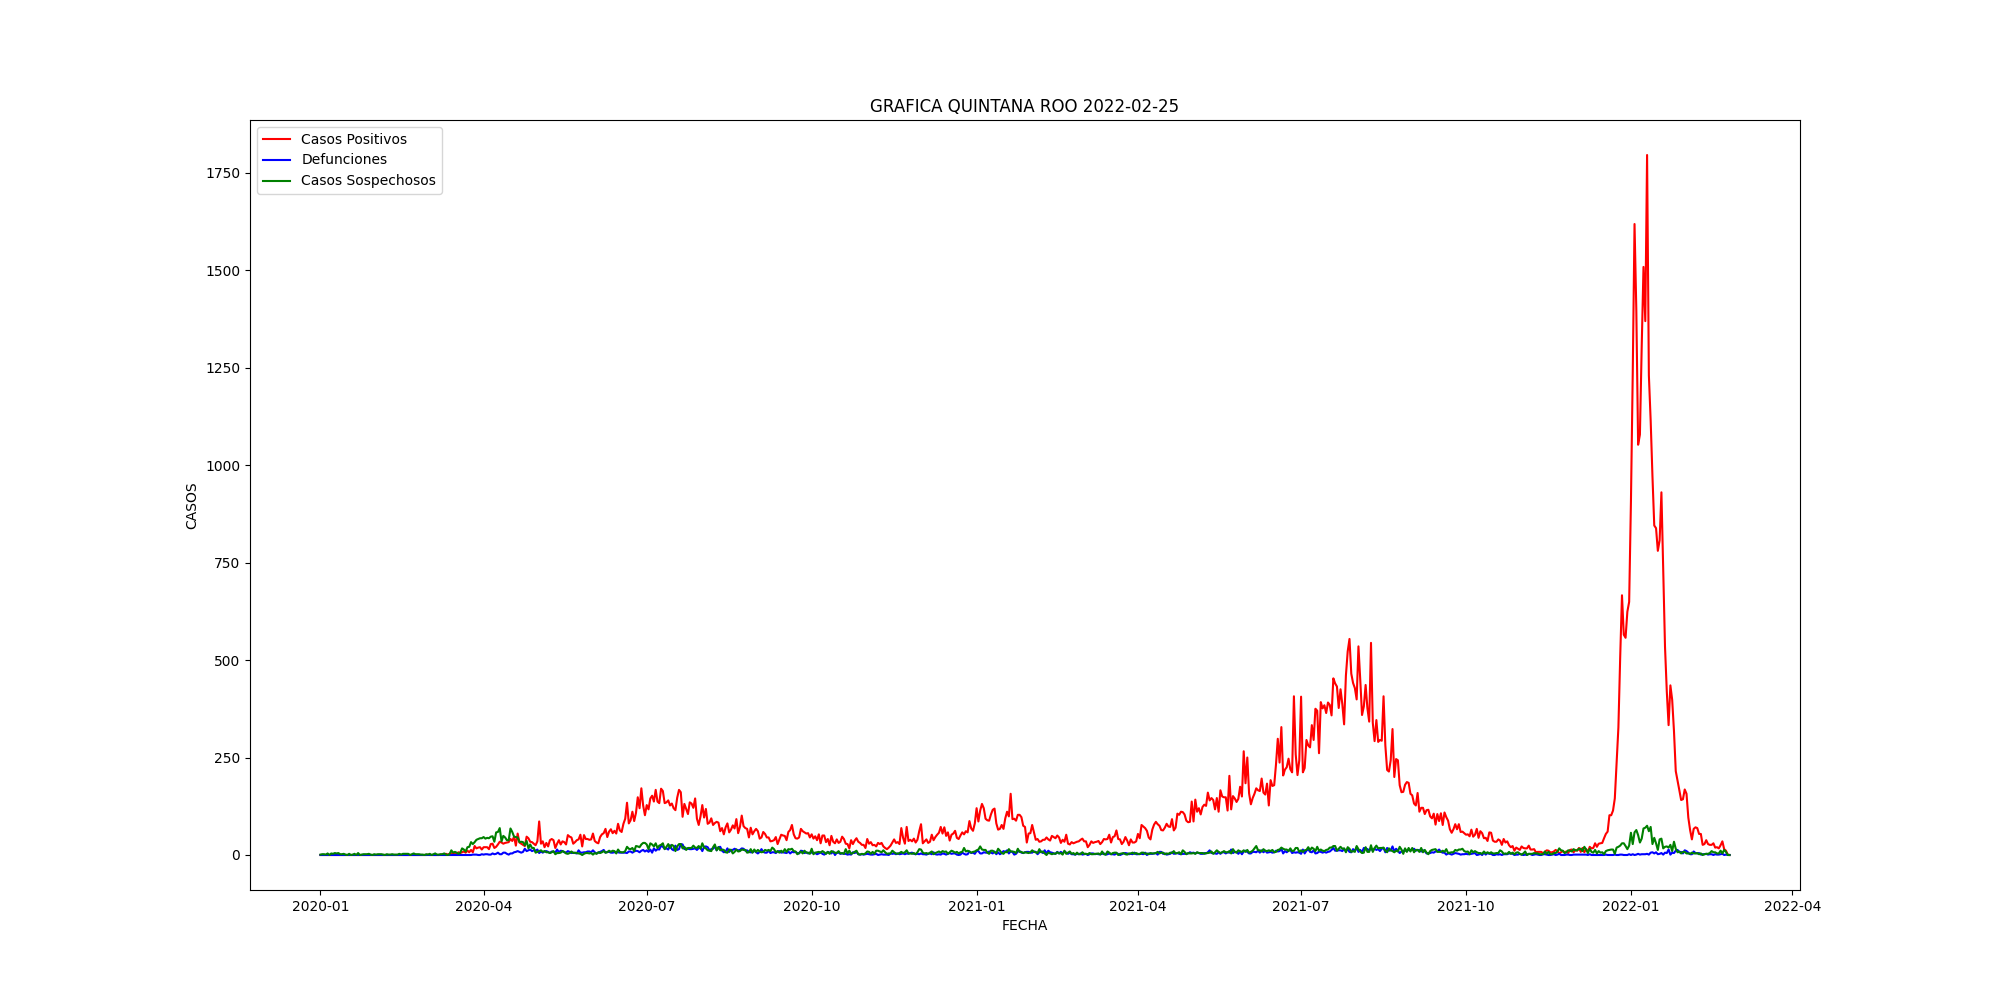 GRAFICA QUINTANA ROO 2022-02-25
Casos Positivos
Defunciones
Casos Sospechosos
1750
1500
1250
1000
750
500
250
0
CASOS
2020-01 2020-04 2020-07 2020-10 2021-01 2021-04 2021-07 2021-10 2022-01 2022-04
FECHA